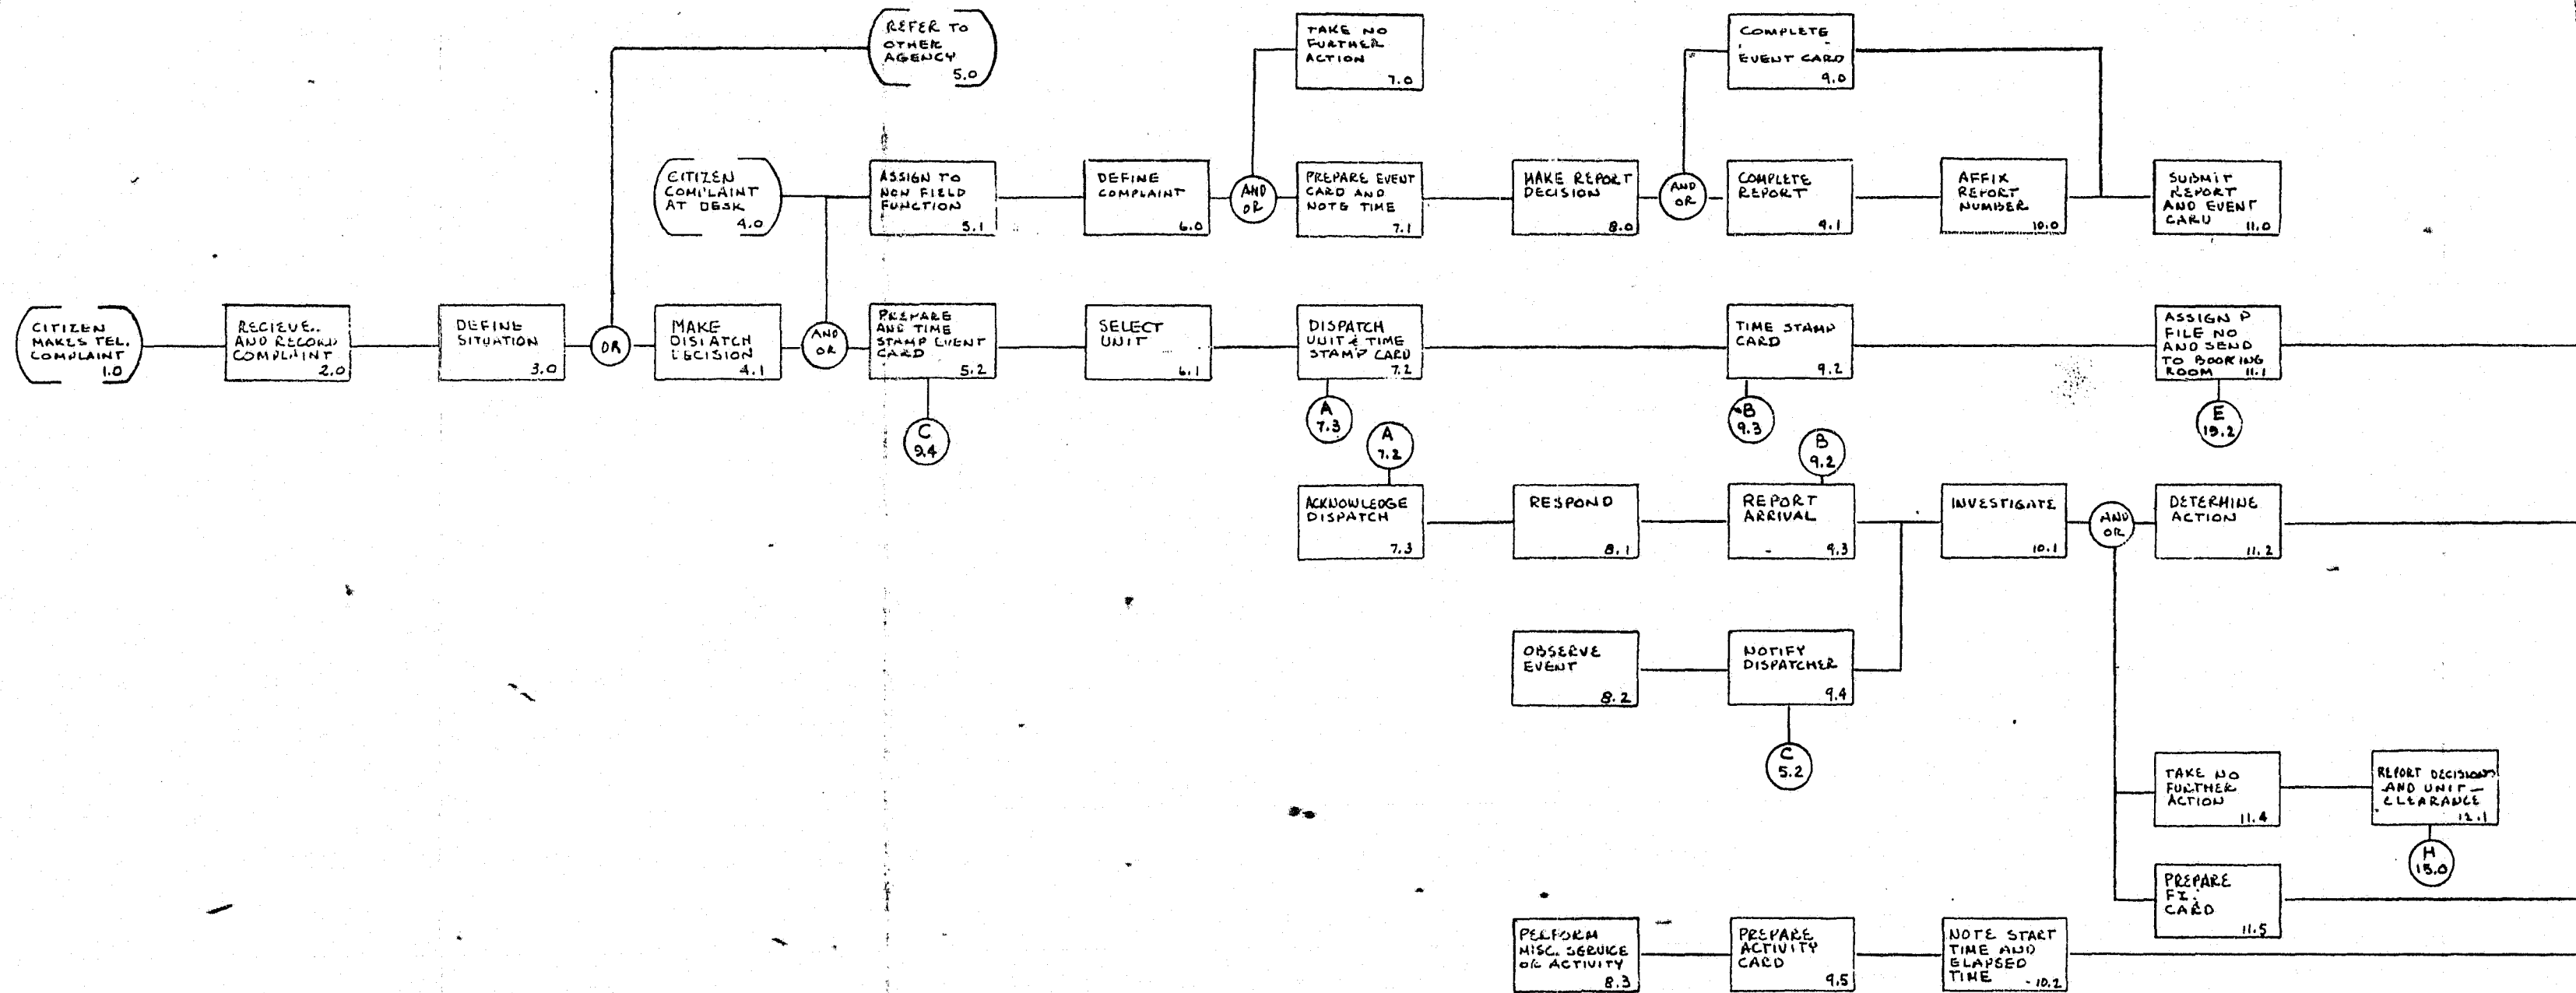 REFER TO
OTHER
AGENCY
5.0
TAKE NO
FURTHER
ACTION
7.0
COMPLETE
EVENT CARD
9.0
CITIZEN
COMPLAINT
AT DESK
4.0
ASSIGN TO
NON FIELD
FUNCTION
5.1
DEFINE
COMPLAINT
6.0
AND
OR
PREPARE EVENT
CARD AND
NOTE TIME
7.1
MAKE REPORT
DECISION
8.0
AND
OR
COMPLETE
REPORT
9.1
AFFIX
REPORT
NUMBER
10.0
SUBMIT
REPORT
AND EVENT
CARD
11.0
CITIZEN
MAKES TEL.
COMPLAINT
1.0
RECIEVE
AND RECORD
COMPLAINT
2.0
DEFINE
SITUATION
3.0
OR
MAKE
DISPATCH
DECISION
4.1
AND
OR
PREPARE
AND TIME
STAMP EVENT
CARD
5.2
SELECT
UNIT
6.1
DISPATCH
UNIT & TIME
STAMP CARD
7.2
TIME STAMP
CARD
9.2
ASSIGN P
FILE NO
AND SEND
TO BOOKING
ROOM 11.1
C
9.4
A
7.3
A
7.2
B
9.3
B
9.2
E
19.2
ACKNOWLEDGE
DISPATCH
7.3
RESPOND
8.1
REPORT
ARRIVAL
9.3
INVESTIGATE
10.1
AND
OR
DETERMINE
ACTION
11.2
OBSERVE
EVENT
8.2
NOTIFY
DISPATCHER
9.4
C
5.2
TAKE NO
FURTHER
ACTION
11.4
REPORT DECISIONS
AND UNIT
CLEARANCE
12.1
H
15.0
PREPARE
F.I.
CARD
11.5
PERFORM
MISC. SERVICE
OR ACTIVITY
8.3
PREPARE
ACTIVITY
CARD
9.5
NOTE START
TIME AND
ELAPSED
TIME
10.2